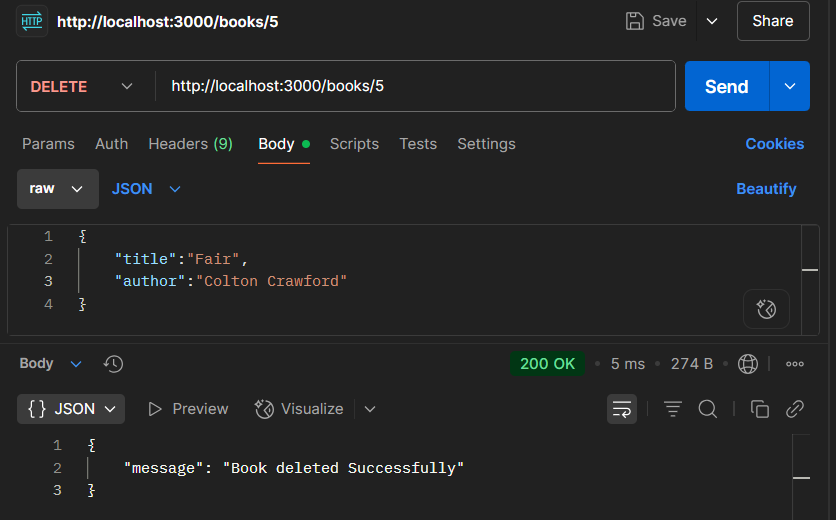 HTTP http://localhost:3000/books/5 Save Share
DELETE http://localhost:3000/books/5 Send
Params Auth Headers (9) Body Scripts Tests Settings Cookies
raw JSON Beautify
1 {
2 "title":"Fair",
3 "author":"Colton Crawford"
4 }
Body 200 OK • 5 ms • 274 B •
{} JSON Preview Visualize
1 {
2 "message": "Book deleted Successfully"
3 }